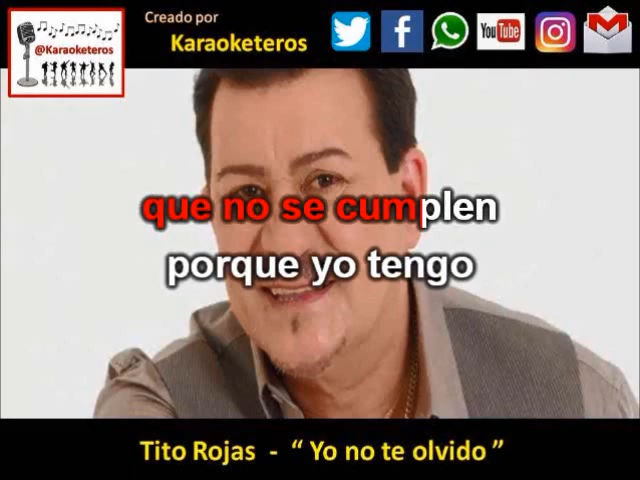 @Karaoketeros
Creado por
Karaoketeros
You Tube
que no se cumplen
porque yo tengo
Tito Rojas - “ Yo no te olvido ”